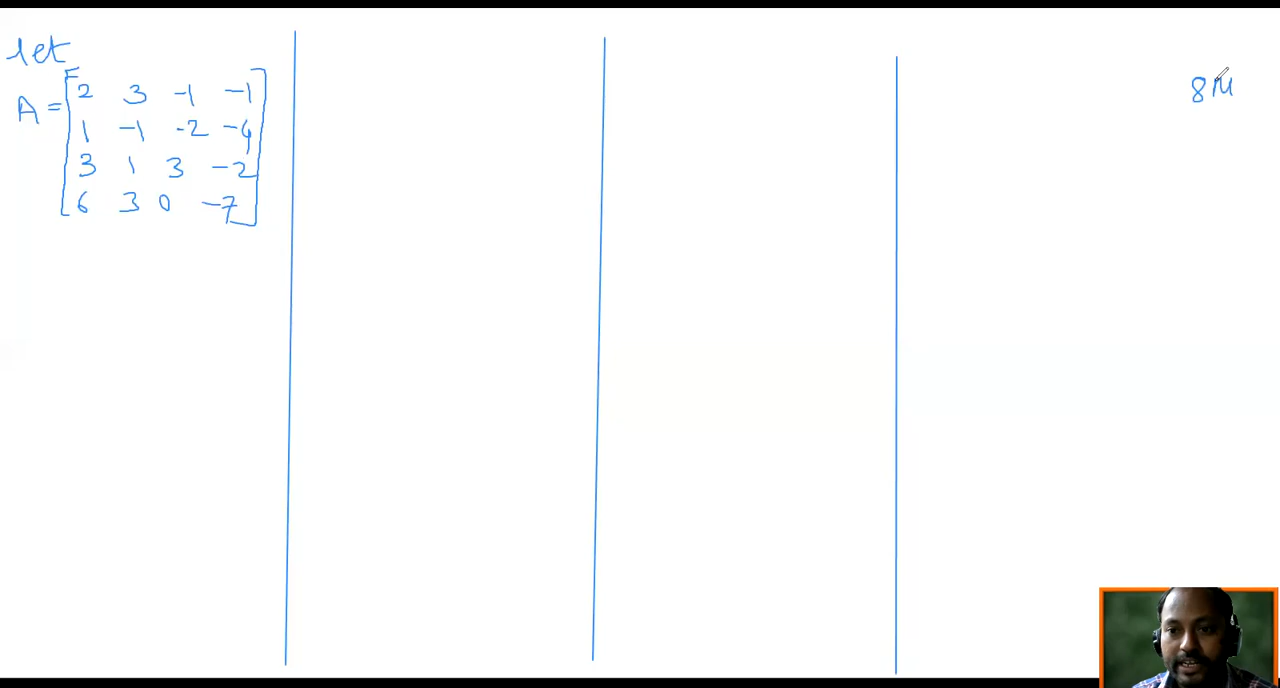 let
A = [2 3 -1 -1
1 -1 -2 -4
3 1 3 -2
6 3 0 -7]
8M